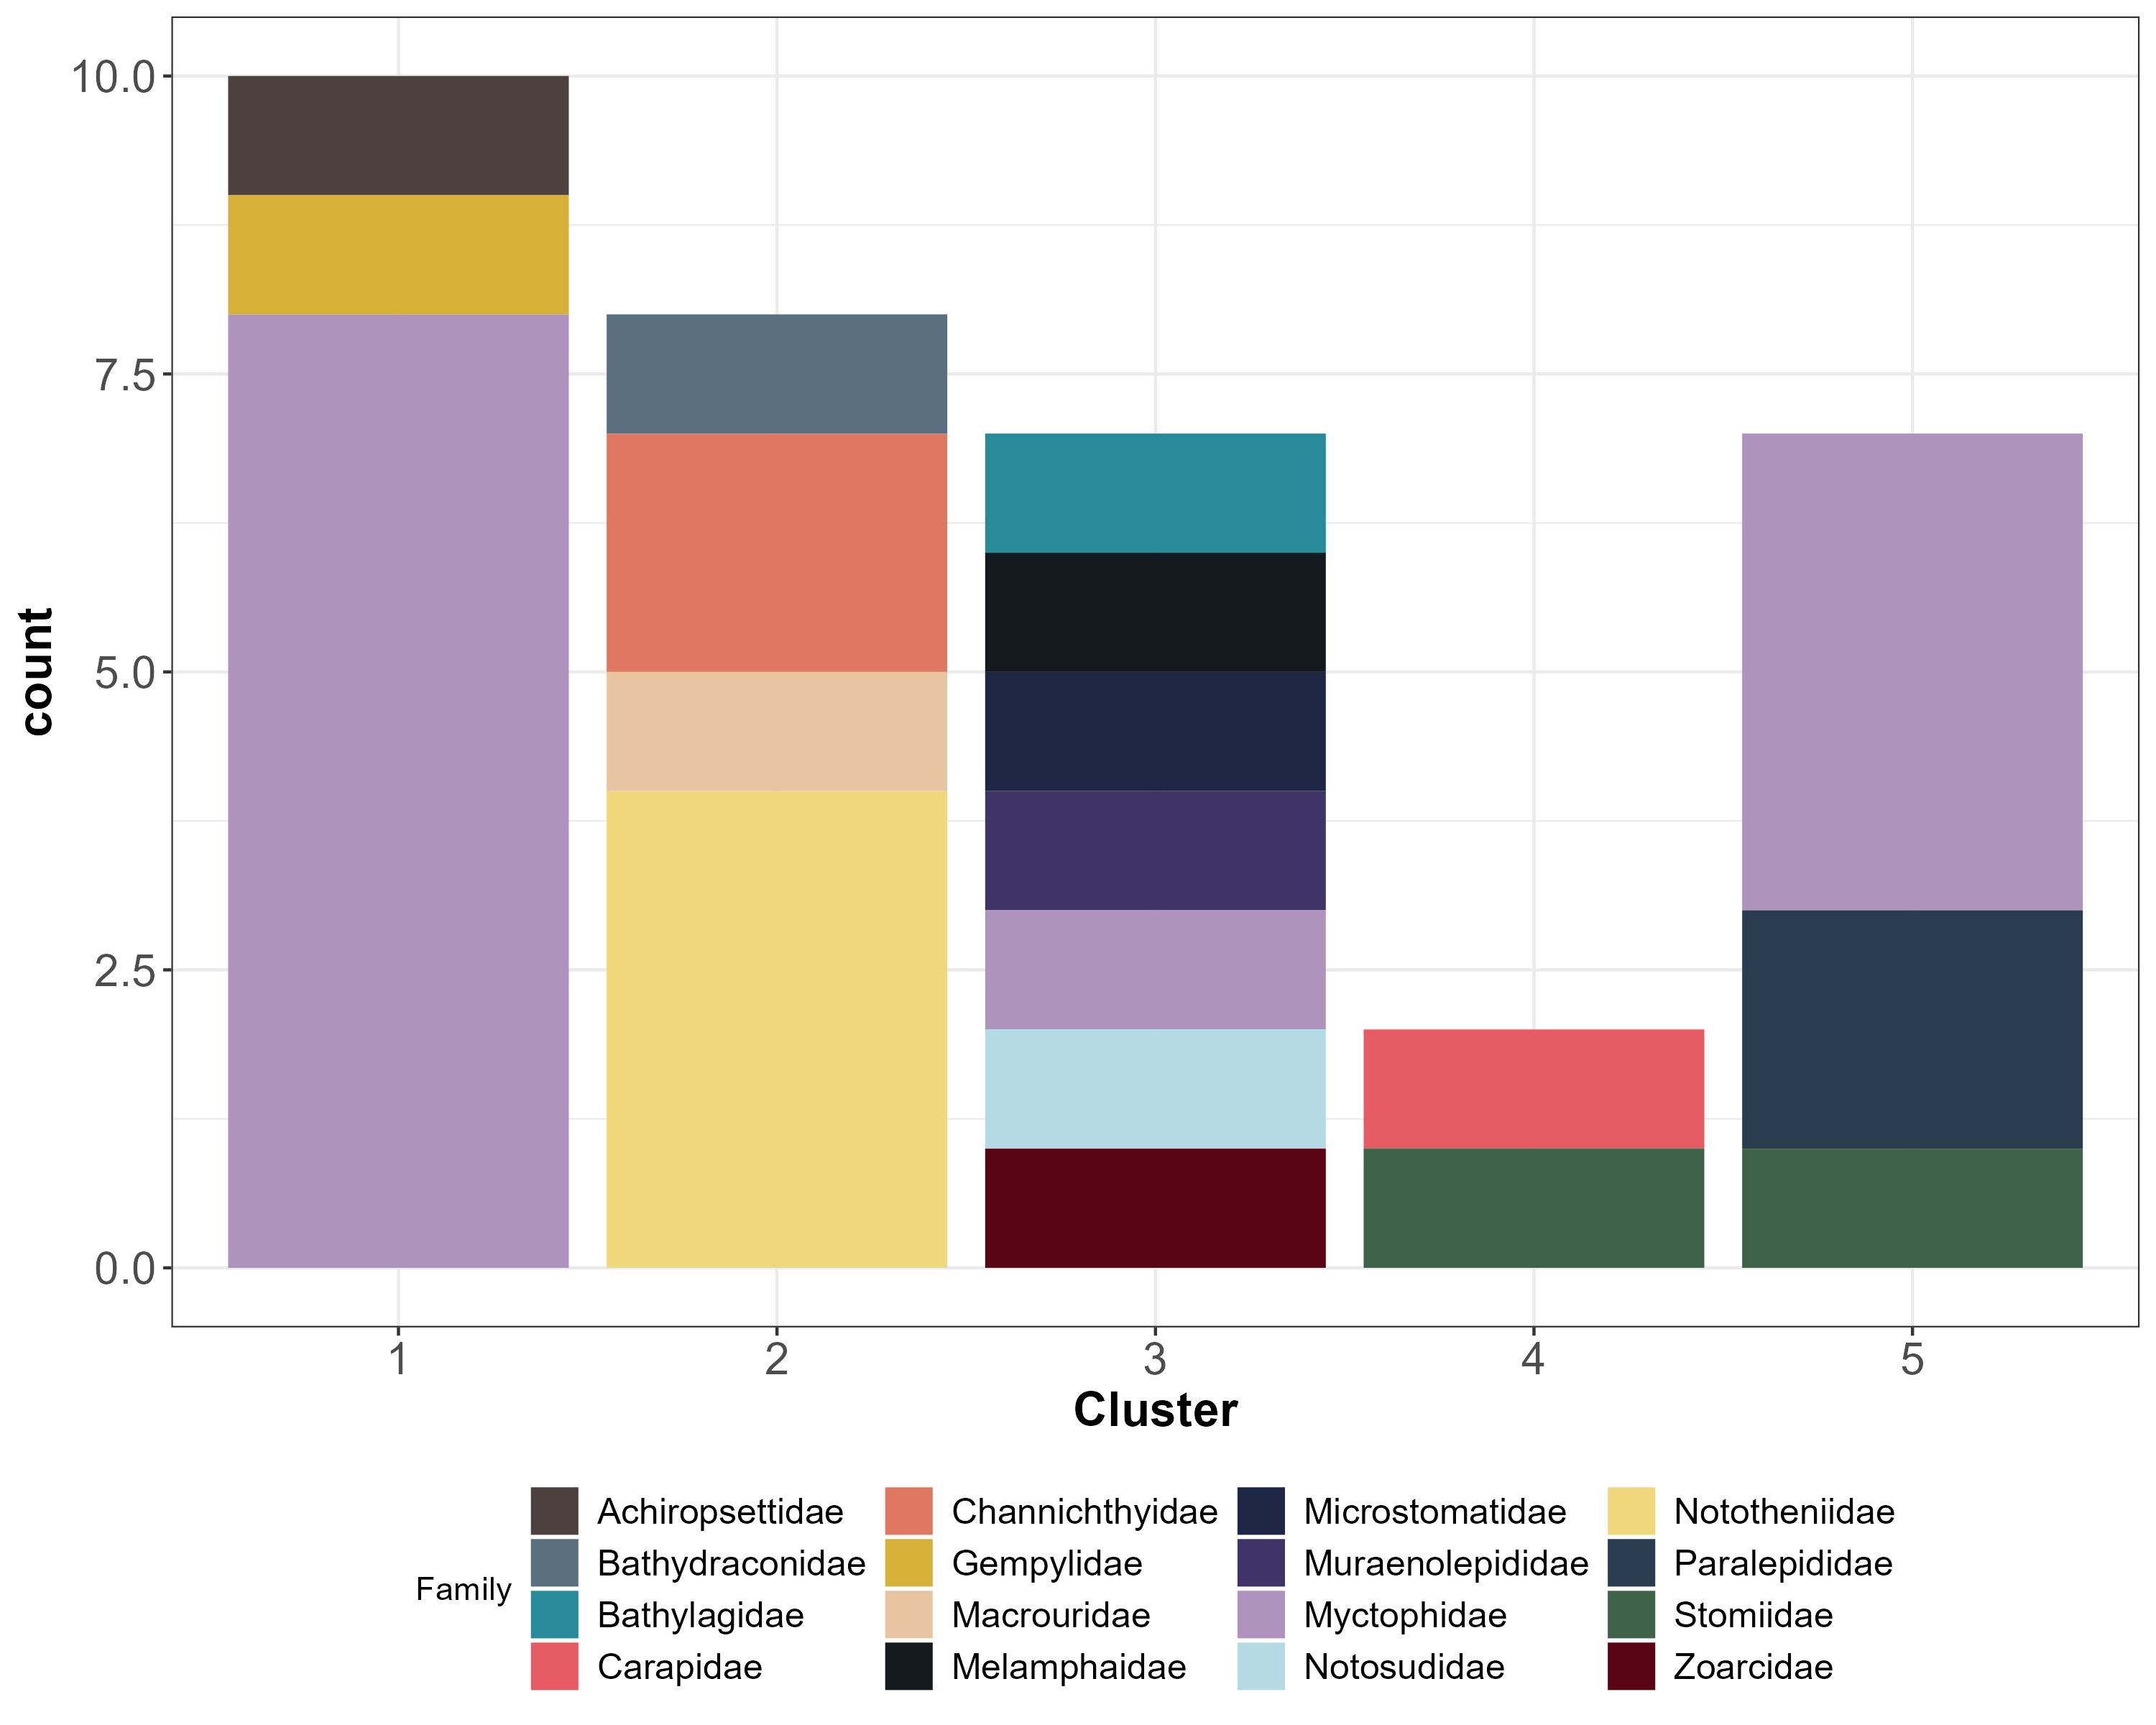 10.0
7.5
5.0
2.5
0.0
count
1 2 3 4 5
Cluster
Family
Achiropsettidae Channichthyidae Microstomatidae Nototheniidae
Bathydraconidae Gempylidae Muraenolepididae Paralepididae
Bathylagidae Macrouridae Myctophidae Stomiidae
Carapidae Melamphaidae Notosudidae Zoarcidae